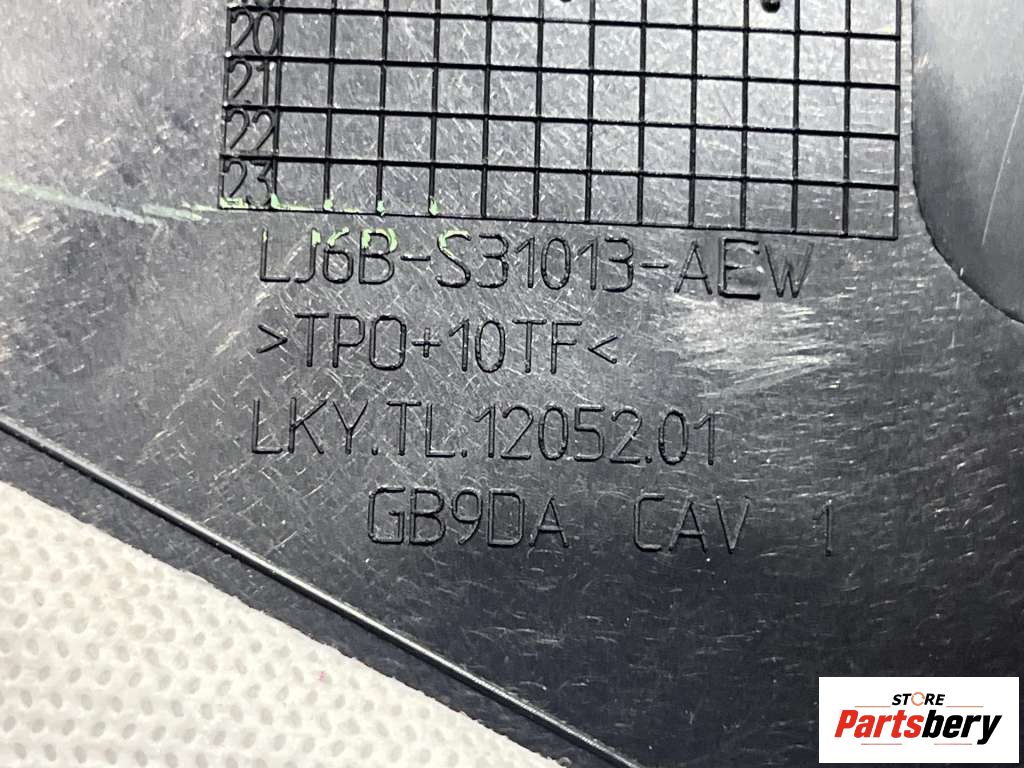 20
21
22
23
LJ6B-S31013-AEW
>TPO+10TF<
LKY.TL.12052.01
GB9DA CAV 1
STORE
Partsbery